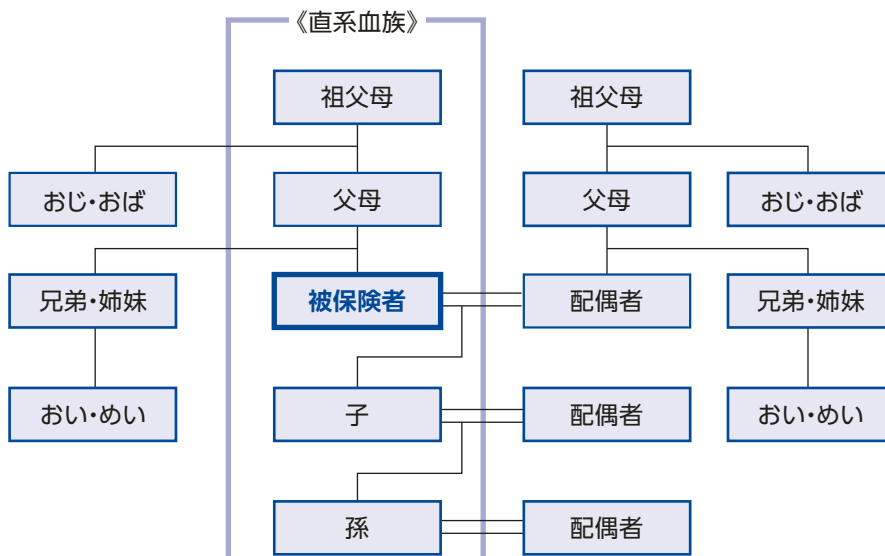 《直系血族》
祖父母
祖父母
おじ・おば
父母
父母
おじ・おば
兄弟・姉妹
被保険者
配偶者
兄弟・姉妹
おい・めい
子
配偶者
おい・めい
孫
配偶者